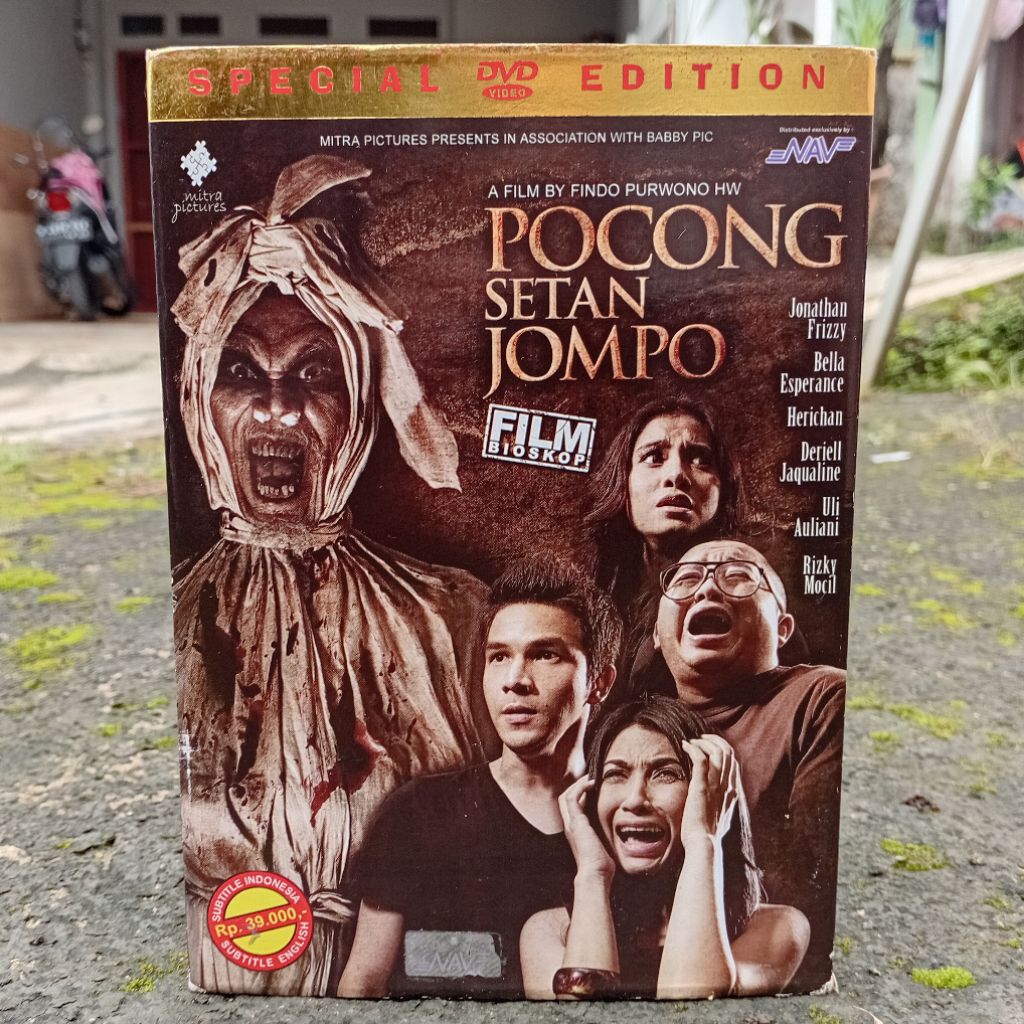 SPECIAL DVD VIDEO EDITION
MITRA PICTURES PRESENTS IN ASSOCIATION WITH BABBY PIC
Distributed exclusively by :
NAV
mitra
pictures
A FILM BY FINDO PURWONO HW
POCONG
SETAN
JOMPO
FILM
BIOSKOP
Jonathan
Frizzy
Bella
Esperance
Herichan
Deriell
Jaqualine
Uli
Auliani
Rizky
Mocil
SUBTITLE INDONESIA
Rp. 39.000,-
SUBTITLE ENGLISH
NAV